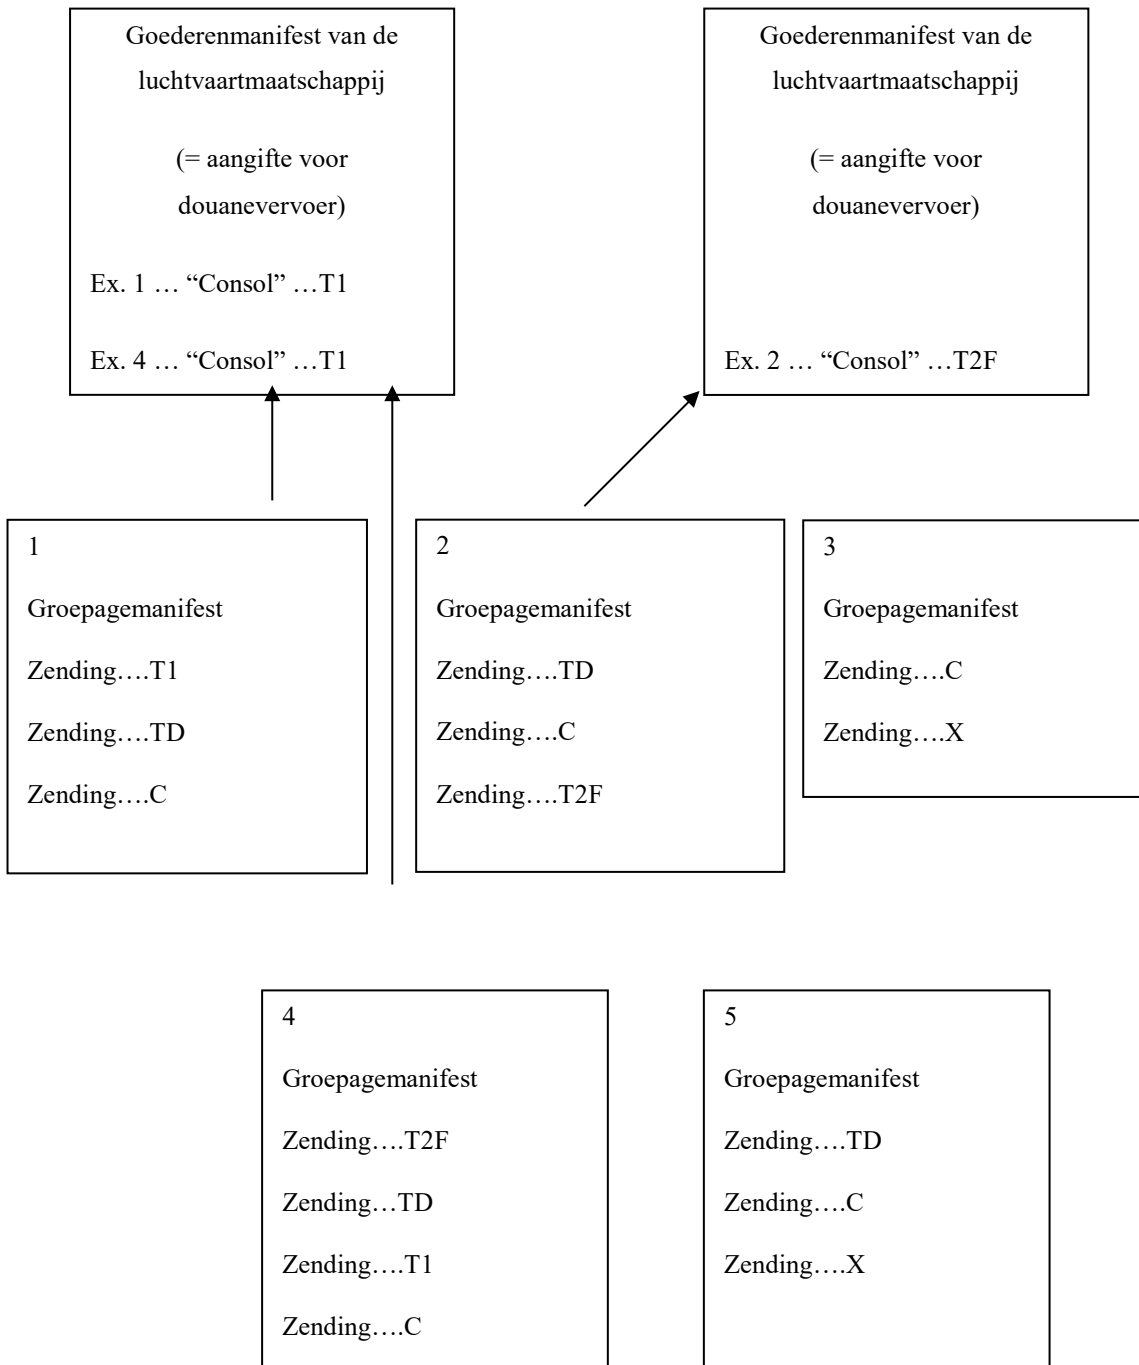 Goederenmanifest van de
luchtvaartmaatschappij
(= aangifte voor
douanevervoer)
Ex. 1 … “Consol” …T1
Ex. 4 … “Consol” …T1
Goederenmanifest van de
luchtvaartmaatschappij
(= aangifte voor
douanevervoer)
Ex. 2 … “Consol” …T2F
1
Groepagemanifest
Zending….T1
Zending….TD
Zending….C
2
Groepagemanifest
Zending….TD
Zending….C
Zending….T2F
3
Groepagemanifest
Zending….C
Zending….X
4
Groepagemanifest
Zending….T2F
Zending…TD
Zending….T1
Zending….C
5
Groepagemanifest
Zending….TD
Zending….C
Zending….X